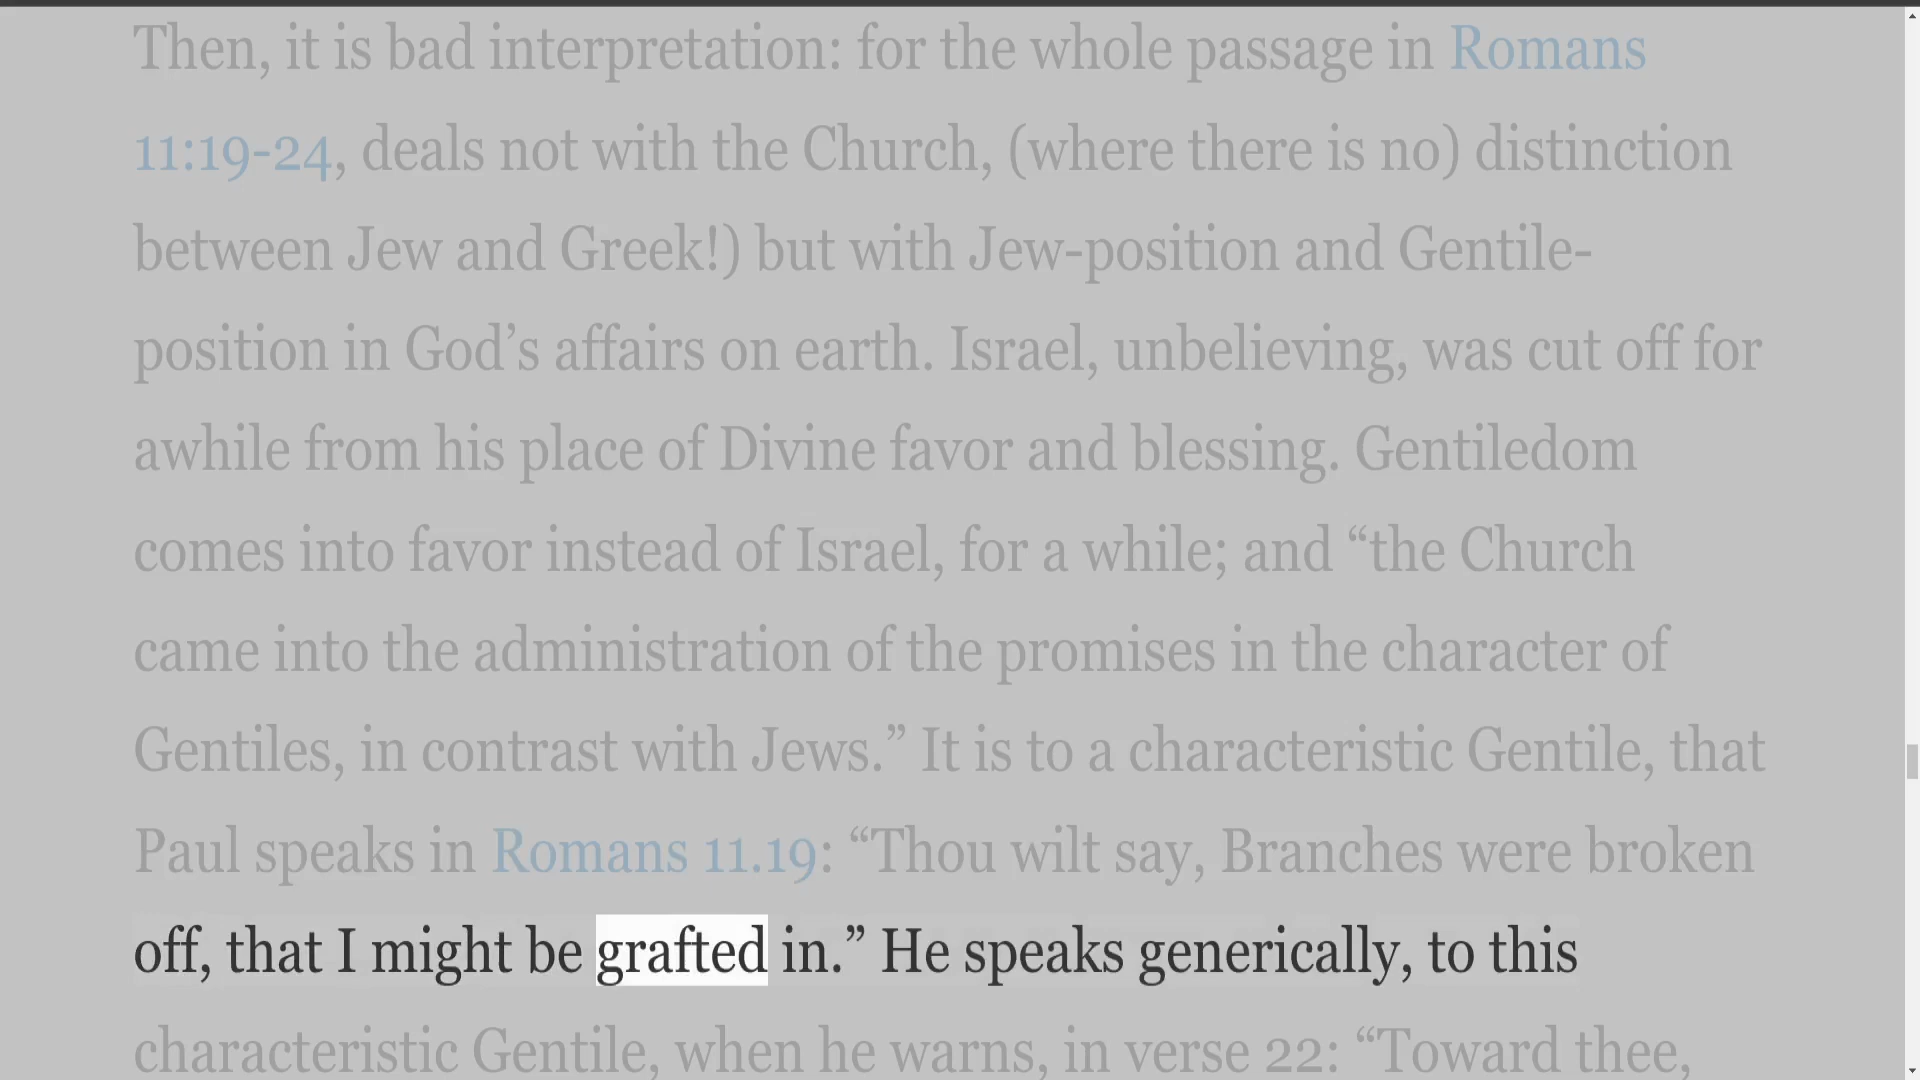 Then, it is bad interpretation: for the whole passage in Romans
11:19-24, deals not with the Church, (where there is no) distinction
between Jew and Greek!) but with Jew-position and Gentile-
position in God’s affairs on earth. Israel, unbelieving, was cut off for
awhile from his place of Divine favor and blessing. Gentiledom
comes into favor instead of Israel, for a while; and “the Church
came into the administration of the promises in the character of
Gentiles, in contrast with Jews.” It is to a characteristic Gentile, that
Paul speaks in Romans 11.19: “Thou wilt say, Branches were broken
off, that I might be grafted in.” He speaks generically, to this
characteristic Gentile, when he warns, in verse 22: “Toward thee,